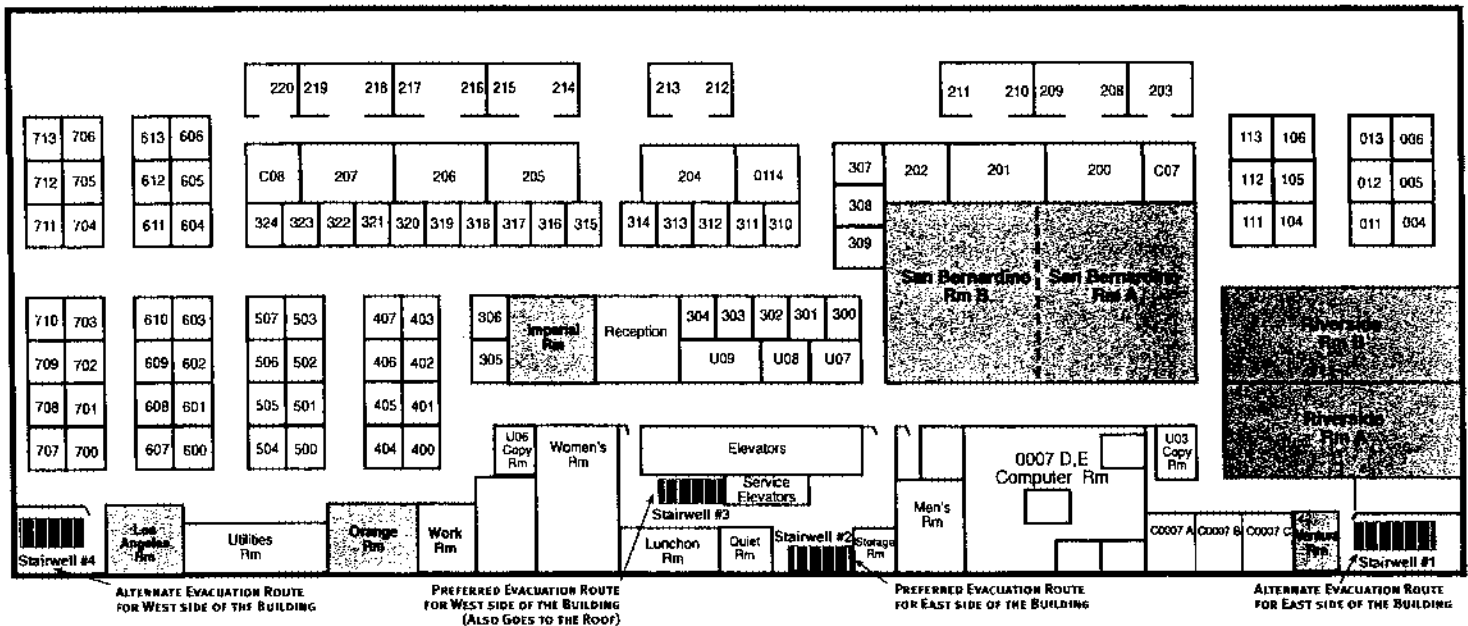 220 219 218 217 216 215 214
213 212
211 210 209 208 203
713 706
712 705
711 704
613 606
612 605
611 604
C08 207 206 205
324 323 322 321 320 319 318 317 316 315
204 0114
314 313 312 311 310
307
308
309
202 201 200 C07
San Bernardino
Rm B
San Bernardino
Rm A
113 106
112 105
111 104
013 006
012 005
011 004
710 703
709 702
708 701
707 700
610 603
609 602
608 601
607 600
507 503
506 502
505 501
504 500
407 403
406 402
405 401
404 400
306
305
Imperial
Rm
Reception
304 303 302 301 300
U09 U08 U07
Riverside
Rm B
Riverside
Rm A
U06
Copy
Rm
Women's
Rm
Elevators
Service
Elevators
Stairwell #3
0007 D,E
Computer Rm
U03
Copy
Rm
Stairwell #4
Los
Angeles
Rm
Utilities
Rm
Orange
Rm
Work
Rm
Lunchon
Rm
Quiet
Rm
Stairwell #2
Storage
Rm
Men's
Rm
C0007 A C0007 B C0007 C
Ventura
Rm
Stairwell #1
ALTERNATE EVACUATION ROUTE
FOR WEST SIDE OF THE BUILDING
PREFERRED EVACUATION ROUTE
FOR WEST SIDE OF THE BUILDING
(ALSO GOES TO THE ROOF)
PREFERRED EVACUATION ROUTE
FOR EAST SIDE OF THE BUILDING
ALTERNATE EVACUATION ROUTE
FOR EAST SIDE OF THE BUILDING